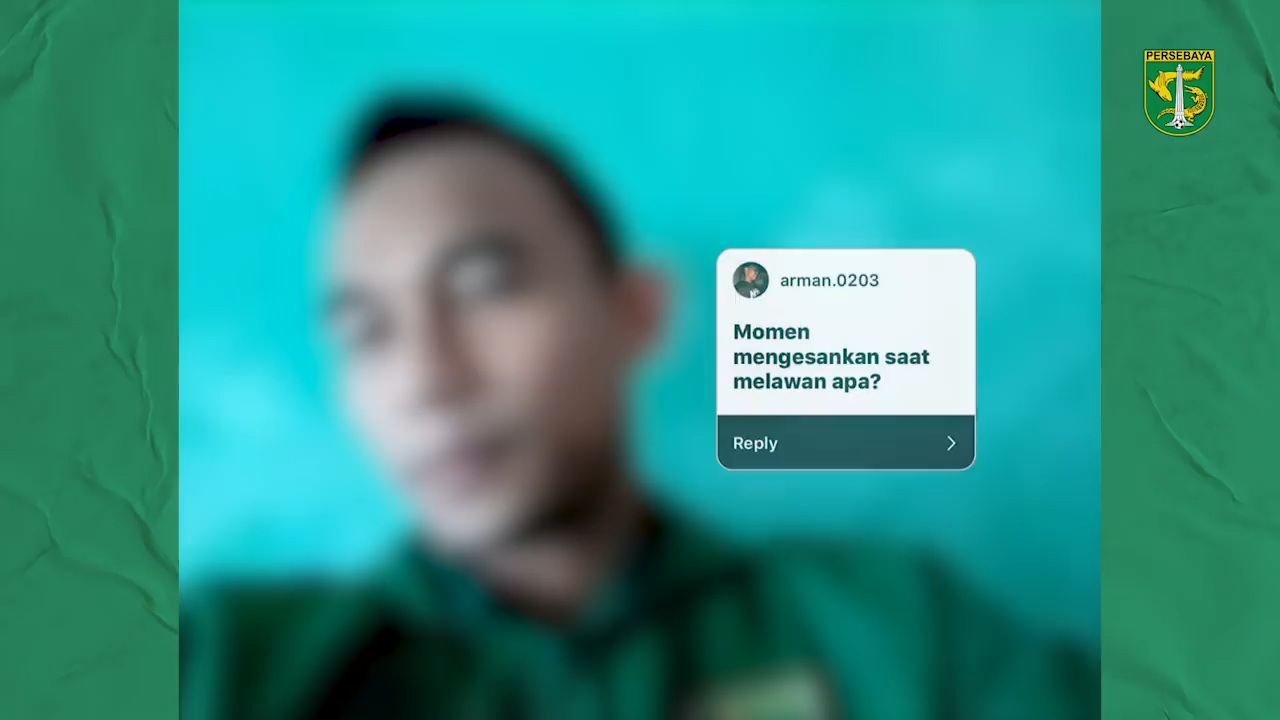 PERSEBAYA
arman.0203
Momen
mengesankan saat
melawan apa?
Reply